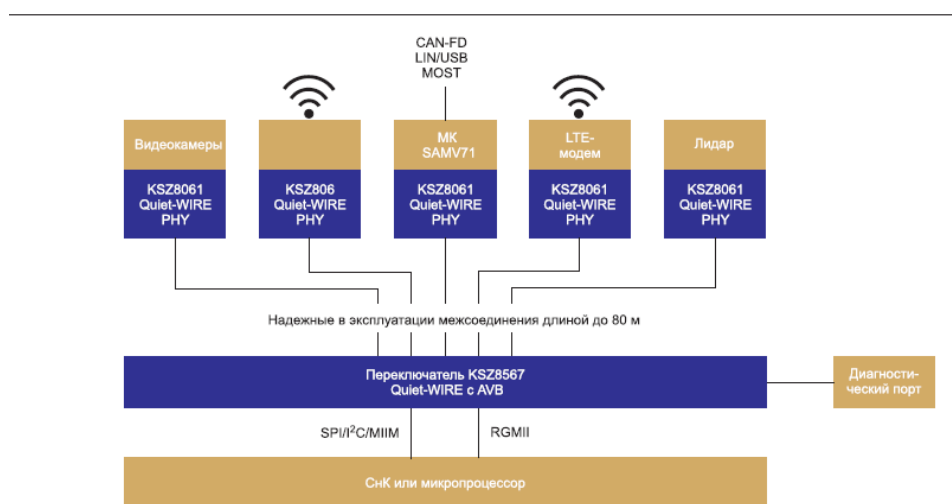 CAN-FD
LIN/USB
MOST
Видеокамеры
МК
SAMV71
LTE-
модем
Лидар
KSZ8061
Quiet-WIRE
PHY
KSZ806
Quiet-WIRE
PHY
KSZ8061
Quiet-WIRE
PHY
KSZ8061
Quiet-WIRE
PHY
KSZ8061
Quiet-WIRE
PHY
Надежные в эксплуатации межсоединения длиной до 80 м
Переключатель KSZ8567
Quiet-WIRE с AVB
Диагности-
ческий порт
SPI/I²C/MIIM
RGMII
СнК или микропроцессор